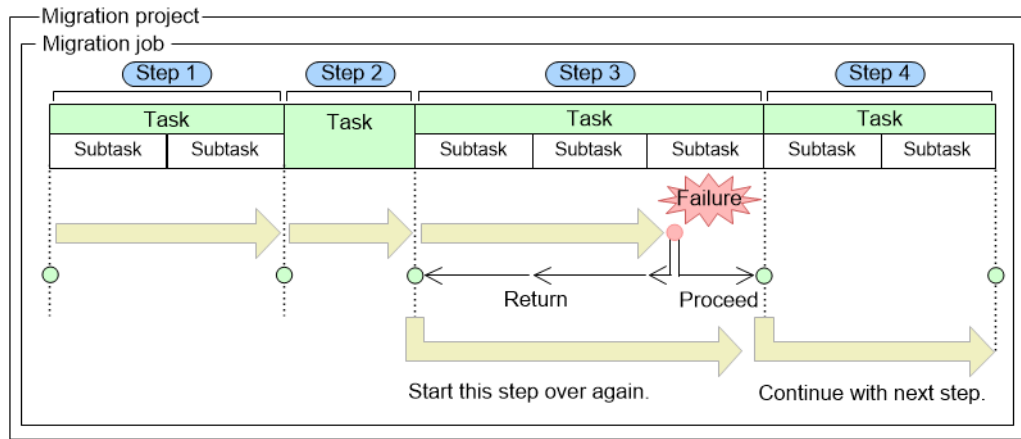 Migration project
Migration job
Step 1 Step 2 Step 3 Step 4
Task Task Task Task
Subtask Subtask Subtask Subtask Subtask Subtask Subtask
Failure
Return Proceed
Start this step over again. Continue with next step.